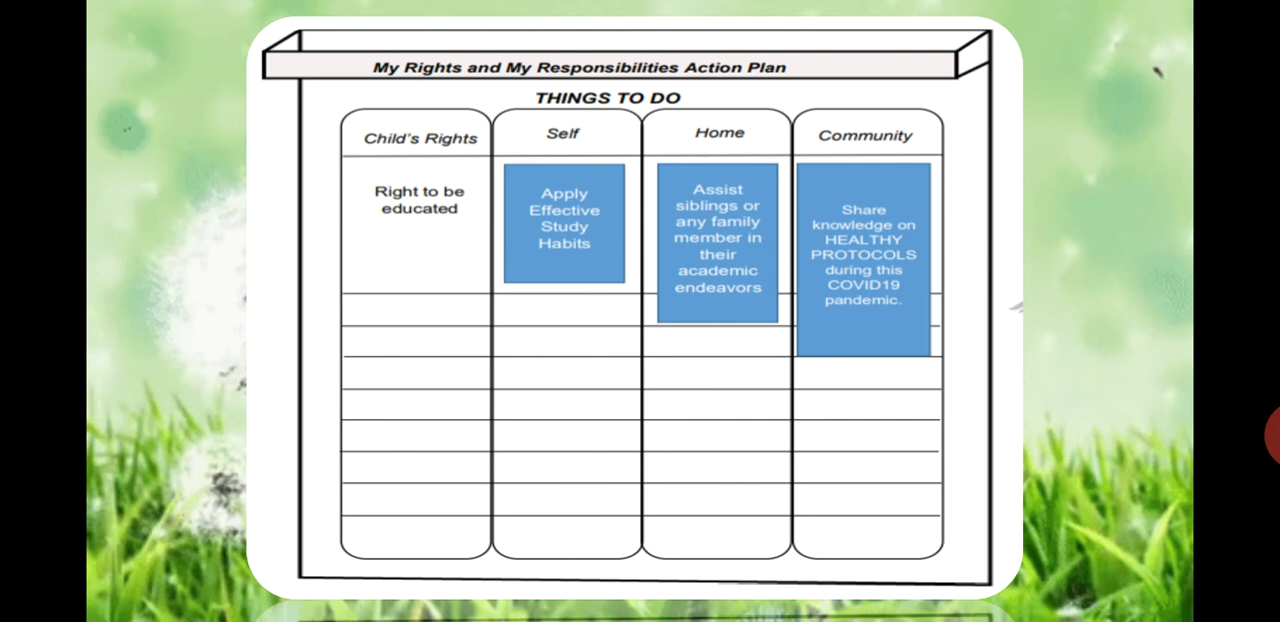 My Rights and My Responsibilities Action Plan
THINGS TO DO
Child's Rights
Self
Home
Community
Right to be
educated
Apply
Effective
Study
Habits
Assist
siblings or
any family
member in
their
academic
endeavors
Share
knowledge on
HEALTHY
PROTOCOLS
during this
COVID19
pandemic.